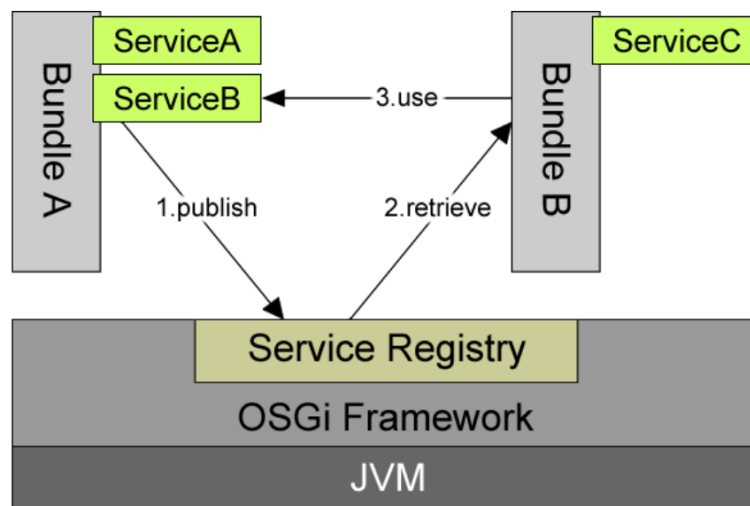 Bundle A
ServiceA
ServiceB
Bundle B
ServiceC
3.use
1.publish
2.retrieve
Service Registry
OSGi Framework
JVM